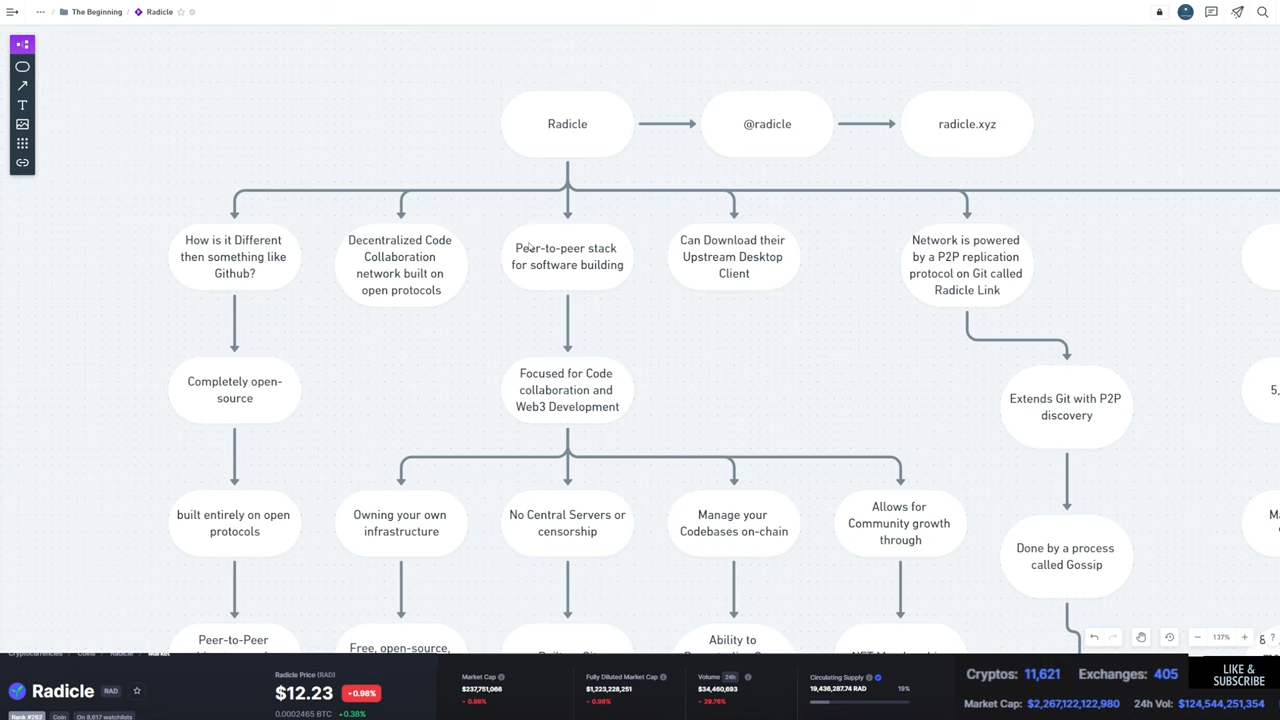 The Beginning / Radicle
Radicle
@radicle
radicle.xyz
How is it Different
then something like
Github?
Decentralized Code
Collaboration
network built on
open protocols
Peer-to-peer stack
for software building
Can Download their
Upstream Desktop
Client
Network is powered
by a P2P replication
protocol on Git called
Radicle Link
Completely open-
source
Focused for Code
collaboration and
Web3 Development
Extends Git with P2P
discovery
5,
built entirely on open
protocols
Owning your own
infrastructure
No Central Servers or
censorship
Manage your
Codebases on-chain
Allows for
Community growth
through
Done by a process
called Gossip
Peer-to-Peer
Free, open-source,
Ability to
137%
Cryptocurrencies / Coins / Radicle / Market
Radicle RAD
Rank #262 Coin On 8,617 watchlists
Radicle Price (RAD)
$12.23 0.98%
0.0002465 BTC 0.38%
Market Cap
$237,751,066
0.98%
Fully Diluted Market Cap
$1,223,228,251
0.98%
Volume 24h
$34,460,693
29.76%
Circulating Supply
19,436,287.74 RAD 19%
Cryptos: 11,621 Exchanges: 405
Market Cap: $2,267,122,122,980 24h Vol: $124,544,251,354
LIKE &
SUBSCRIBE